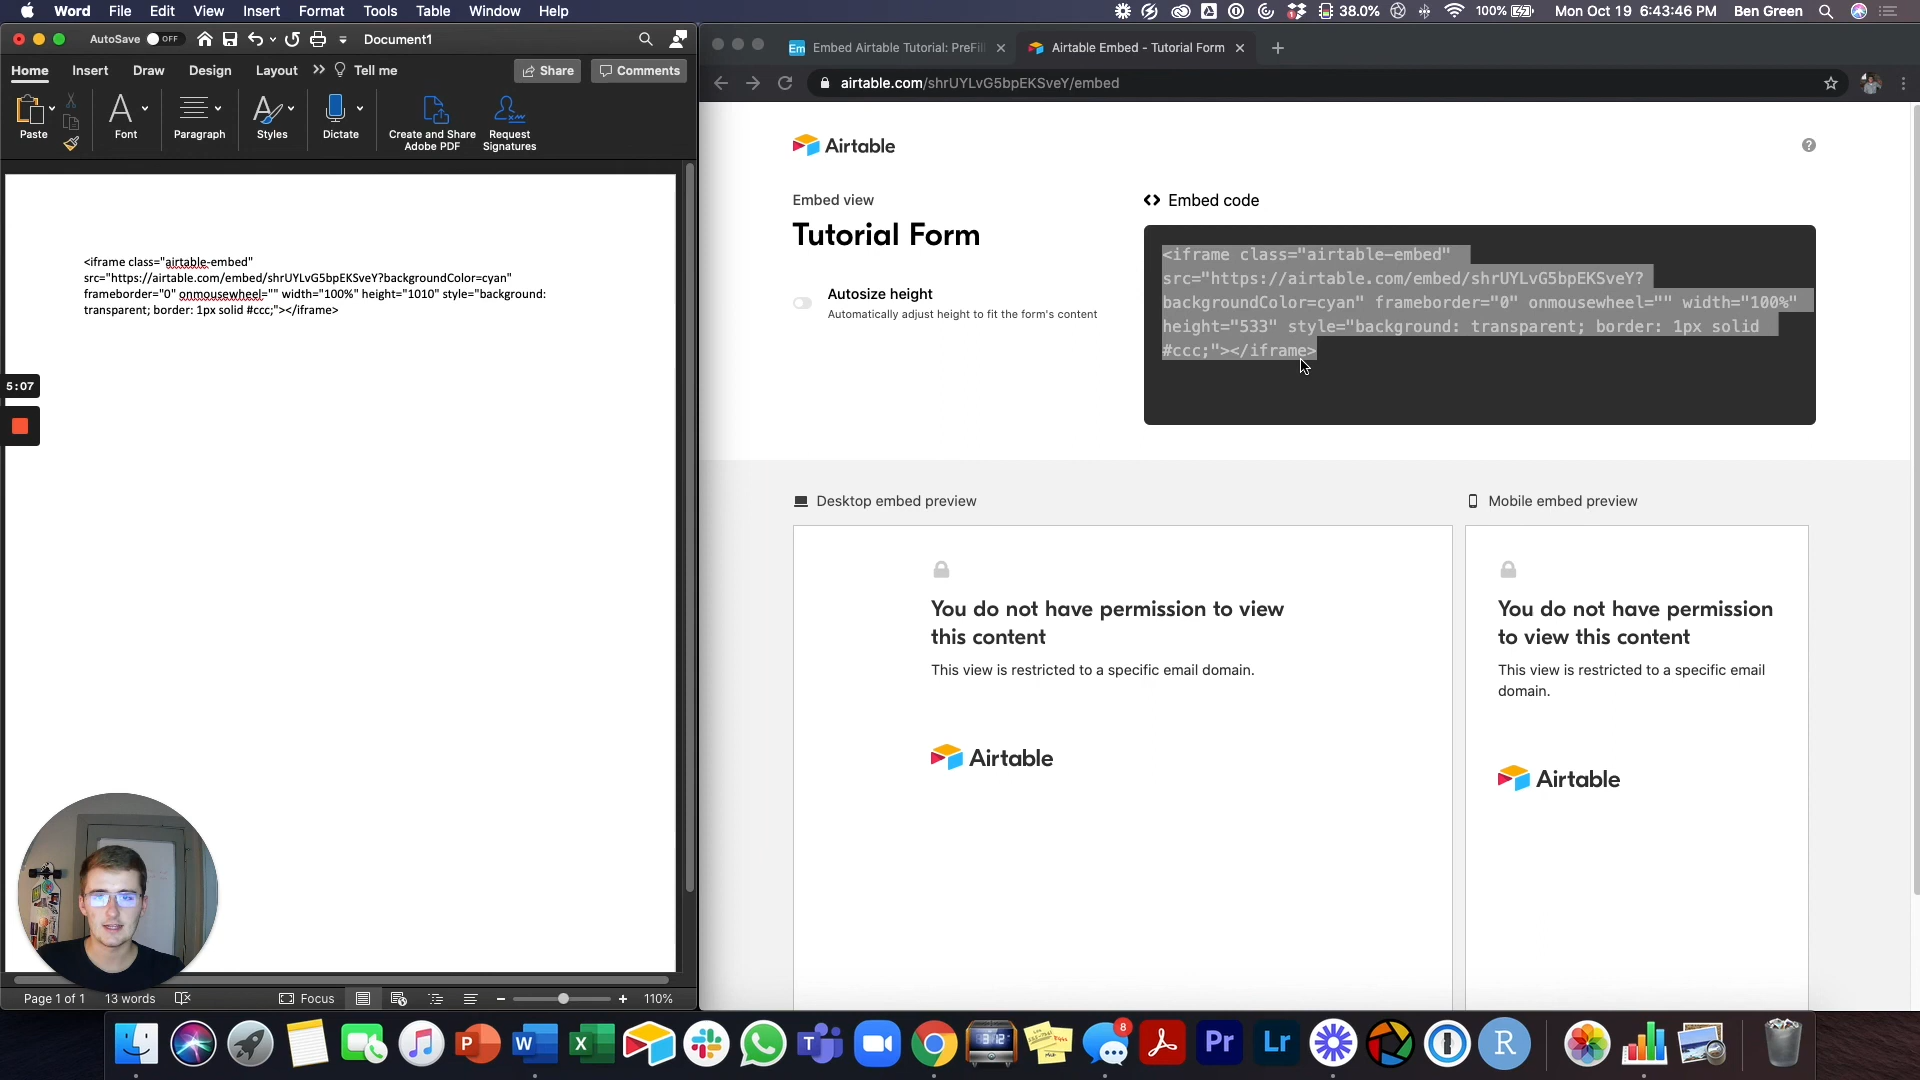 Word File Edit View Insert Format Tools Table Window Help
38.0% 100% Mon Oct 19 6:43:46 PM Ben Green
AutoSave OFF Document1
Home Insert Draw Design Layout >> Tell me Share Comments
Paste Font Paragraph Styles Dictate Create and Share Adobe PDF Request Signatures
<iframe class="airtable-embed"
src="https://airtable.com/embed/shrUYLvG5bpEKSveY?backgroundColor=cyan"
frameborder="0" onmousewheel="" width="100%" height="1010" style="background:
transparent; border: 1px solid #ccc;"></iframe>
5:07
Page 1 of 1 13 words Focus 110%
Em Embed Airtable Tutorial: PreFill Airtable Embed - Tutorial Form
airtable.com/shrUYLvG5bpEKSveY/embed
Airtable
Embed view
Tutorial Form
Autosize height
Automatically adjust height to fit the form's content
<> Embed code
<iframe class="airtable-embed"
src="https://airtable.com/embed/shrUYLvG5bpEKSveY?
backgroundColor=cyan" frameborder="0" onmousewheel="" width="100%"
height="533" style="background: transparent; border: 1px solid
#ccc;"></iframe>
Desktop embed preview
You do not have permission to view
this content
This view is restricted to a specific email domain.
Airtable
Mobile embed preview
You do not have permission
to view this content
This view is restricted to a specific email
domain.
Airtable
P W X T 8 Pr Lr R